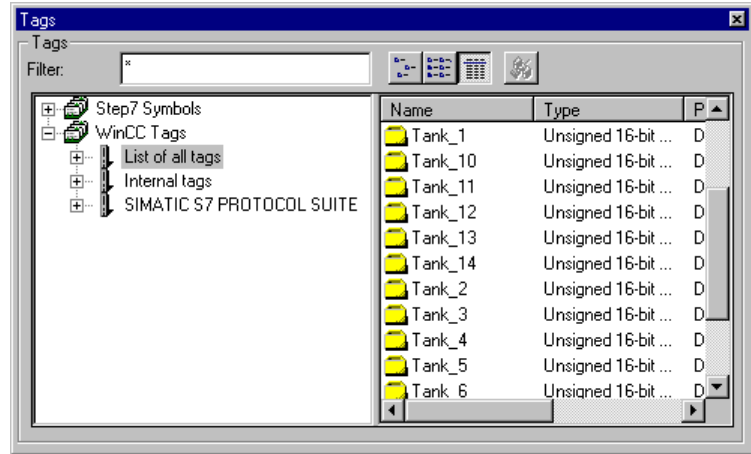 Tags
Tags
Filter: *
Step7 Symbols
WinCC Tags
List of all tags
Internal tags
SIMATIC S7 PROTOCOL SUITE
Name Type P
Tank_1 Unsigned 16-bit ... D
Tank_10 Unsigned 16-bit ... D
Tank_11 Unsigned 16-bit ... D
Tank_12 Unsigned 16-bit ... D
Tank_13 Unsigned 16-bit ... D
Tank_14 Unsigned 16-bit ... D
Tank_2 Unsigned 16-bit ... D
Tank_3 Unsigned 16-bit ... D
Tank_4 Unsigned 16-bit ... D
Tank_5 Unsigned 16-bit ... D
Tank_6 Unsigned 16-bit ... D